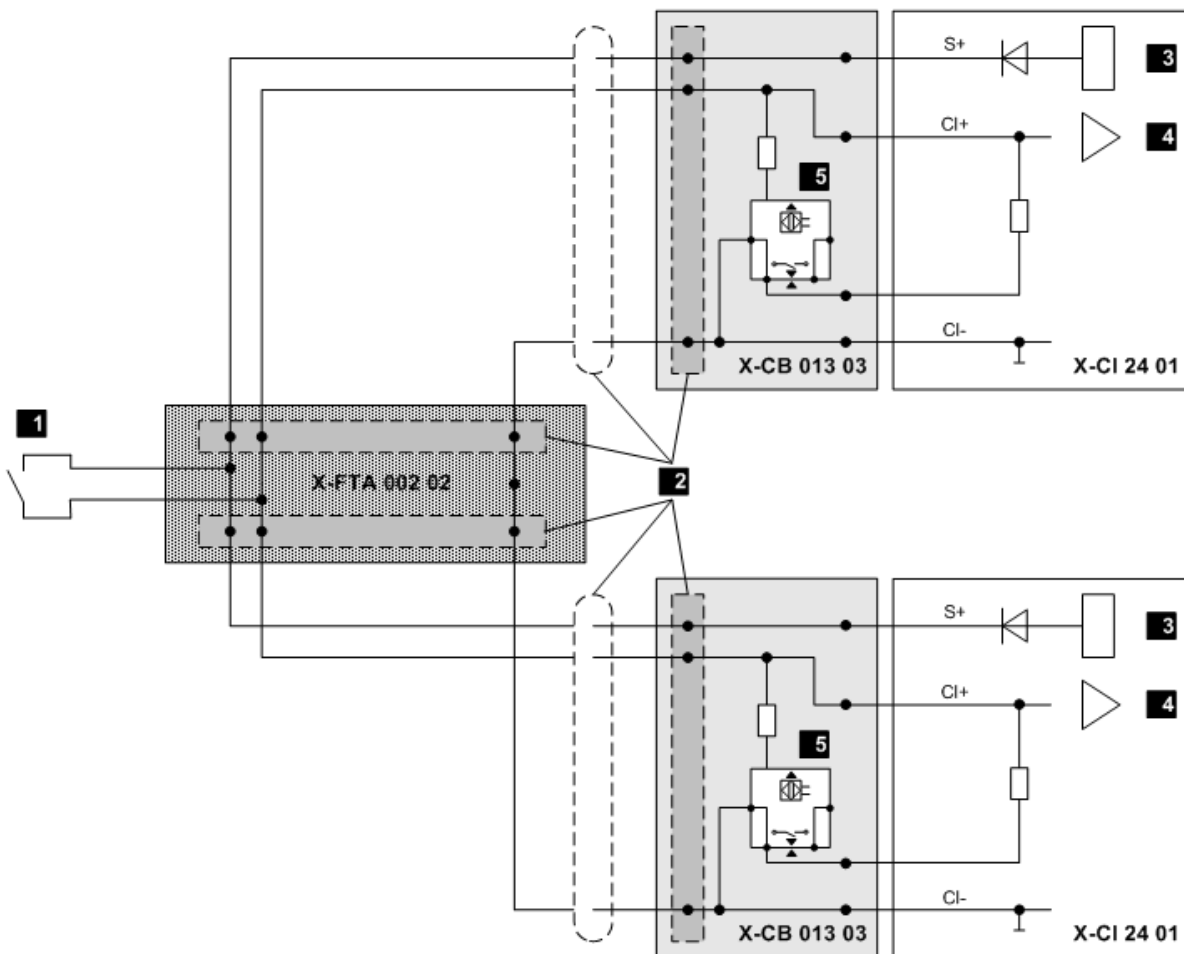 S+
3
CI+
4
5
CI-
X-CB 013 03
X-CI 24 01
1
X-FTA 002 02
2
S+
3
CI+
4
5
CI-
X-CB 013 03
X-CI 24 01